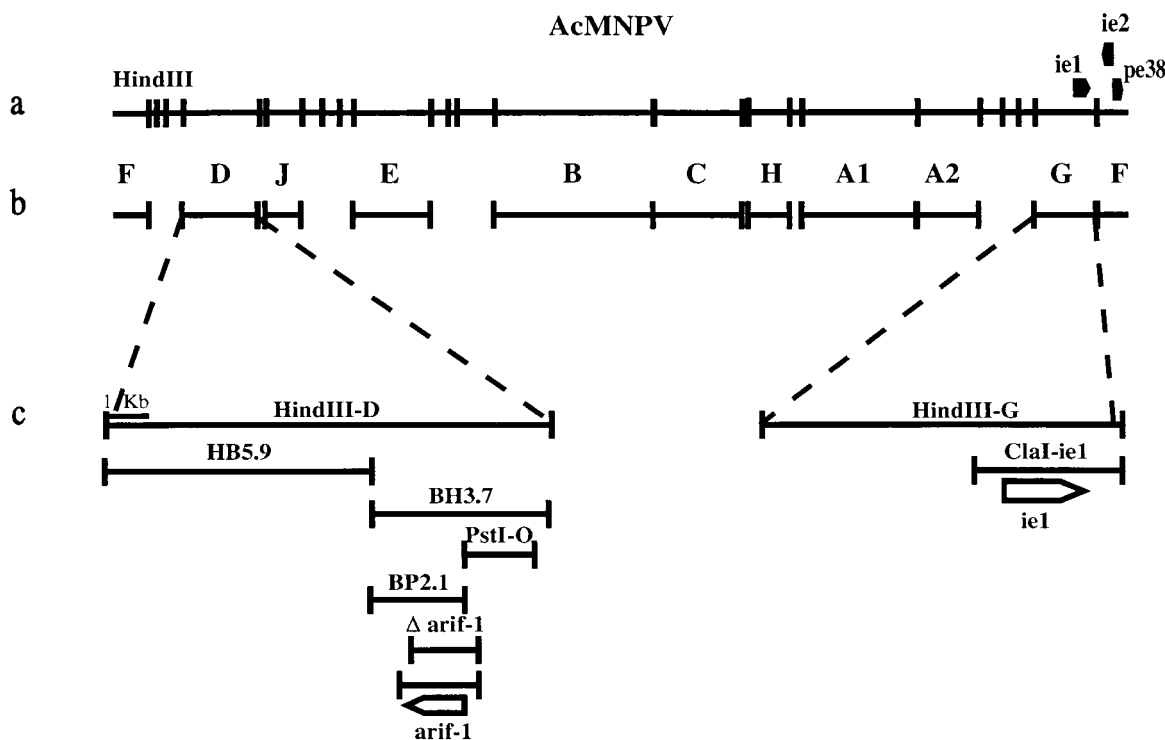 AcMNPV
ie2
ie1
pe38
HindIII
a
F D J E B C H A1 A2 G F
b
1 Kb
c
HindIII-D
HindIII-G
HB5.9
ClaI-ie1
BH3.7
ie1
PstI-O
BP2.1
Δ arif-1
arif-1